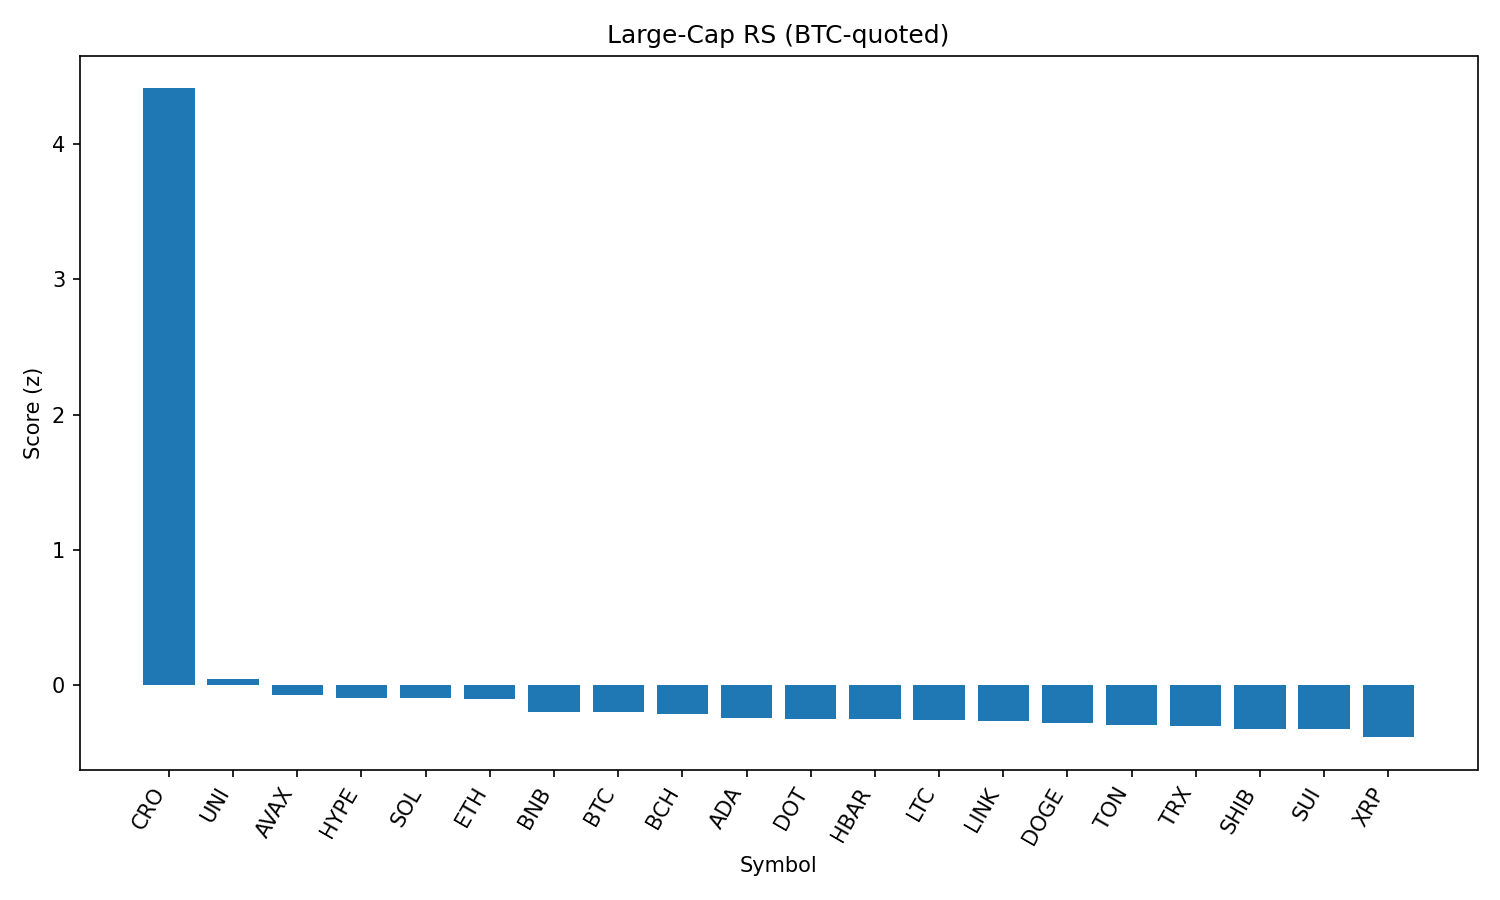 Large-Cap RS (BTC-quoted)
Score (z)
4
3
2
1
0
CRO
UNI
AVAX
HYPE
SOL
ETH
BNB
BTC
BCH
ADA
DOT
HBAR
LTC
LINK
DOGE
TON
TRX
SHIB
SUI
XRP
Symbol